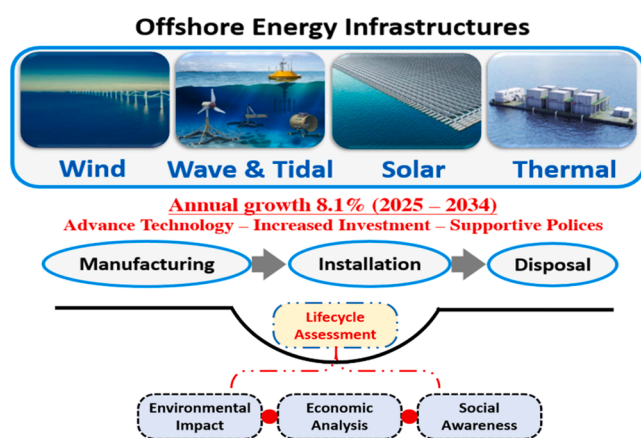 Offshore Energy Infrastructures
Wind
Wave & Tidal
Solar
Thermal
Annual growth 8.1% (2025 – 2034)
Advance Technology – Increased Investment – Supportive Polices
Manufacturing
Installation
Disposal
Lifecycle
Assessment
Environmental
Impact
Economic
Analysis
Social
Awareness